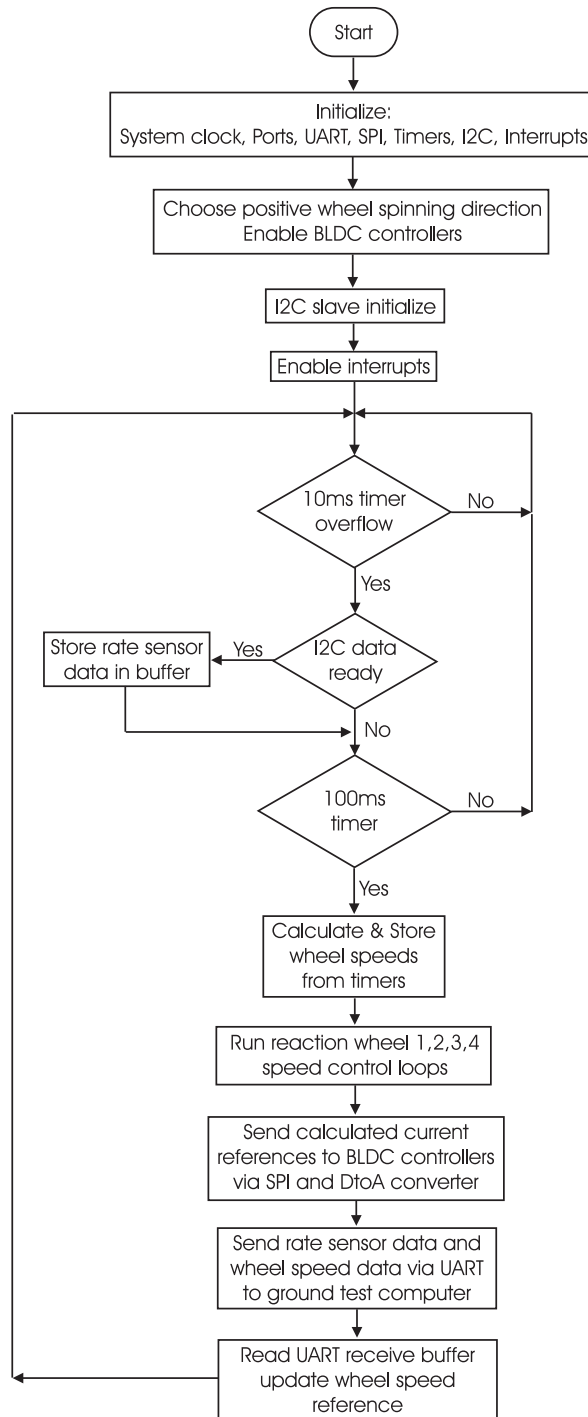 Start
Initialize:
System clock, Ports, UART, SPI, Timers, I2C, Interrupts
Choose positive wheel spinning direction
Enable BLDC controllers
I2C slave initialize
Enable interrupts
10ms timer
overflow
No
Yes
I2C data
ready
Yes
Store rate sensor
data in buffer
No
100ms
timer
No
Yes
Calculate & Store
wheel speeds
from timers
Run reaction wheel 1,2,3,4
speed control loops
Send calculated current
references to BLDC controllers
via SPI and DtoA converter
Send rate sensor data and
wheel speed data via UART
to ground test computer
Read UART receive buffer
update wheel speed
reference